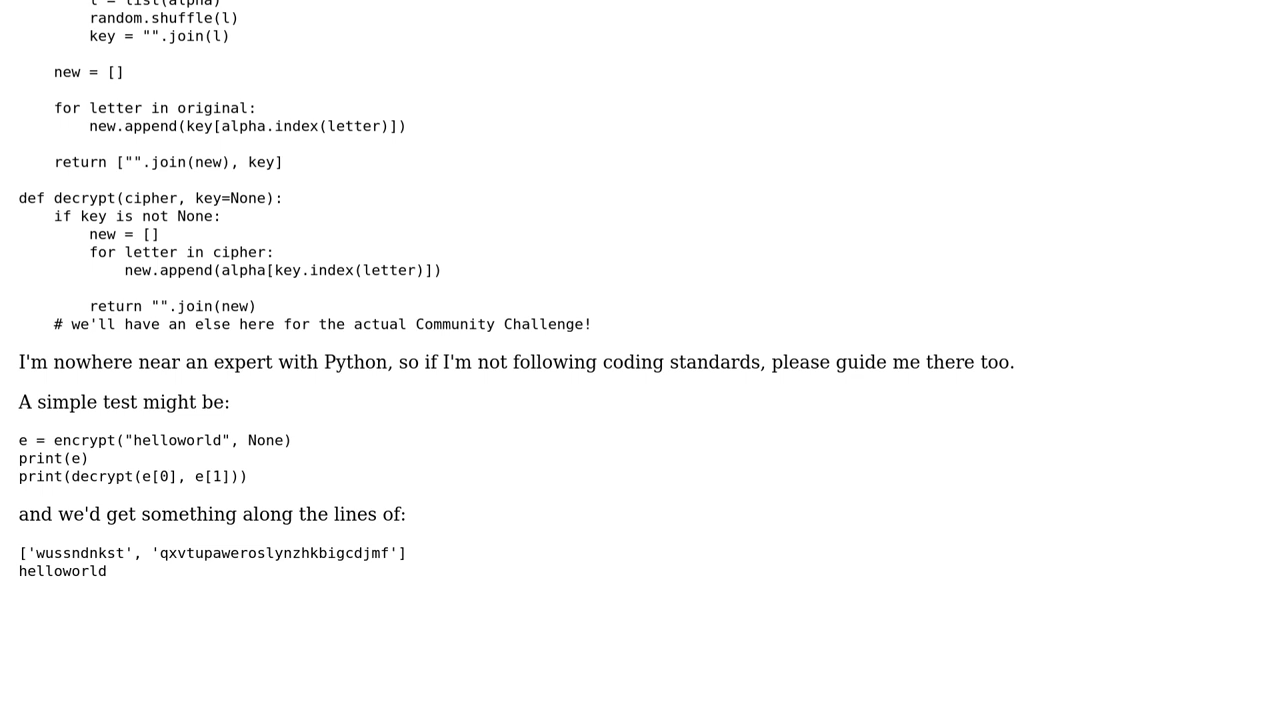 l = list(alpha)
random.shuffle(l)
key = "".join(l)
new = []
for letter in original:
new.append(key[alpha.index(letter)])
return ["".join(new), key]
def decrypt(cipher, key=None):
if key is not None:
new = []
for letter in cipher:
new.append(alpha[key.index(letter)])
return "".join(new)
# we'll have an else here for the actual Community Challenge!
I'm nowhere near an expert with Python, so if I'm not following coding standards, please guide me there too.
A simple test might be:
e = encrypt("helloworld", None)
print(e)
print(decrypt(e[0], e[1]))
and we'd get something along the lines of:
['wussndnkst', 'qxvtupaweroslynzhkbigcdjmf']
helloworld